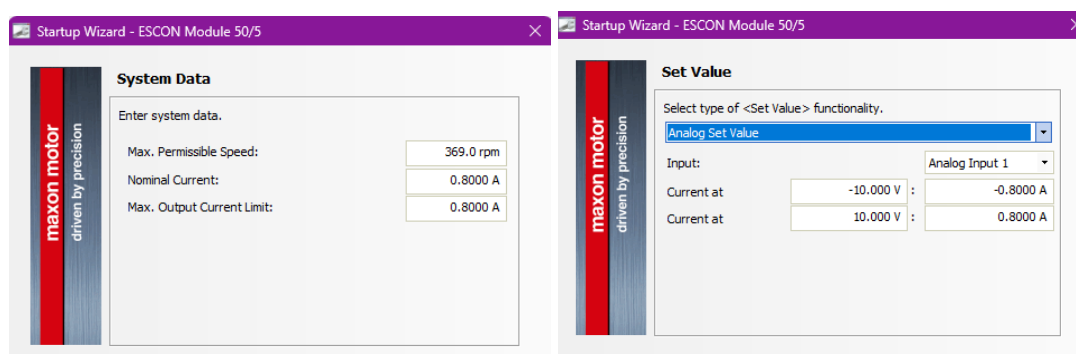 Startup Wizard - ESCON Module 50/5
maxon motor
driven by precision
System Data
Enter system data.
Max. Permissible Speed: 369.0 rpm
Nominal Current: 0.8000 A
Max. Output Current Limit: 0.8000 A
Startup Wizard - ESCON Module 50/5
maxon motor
driven by precision
Set Value
Select type of <Set Value> functionality.
Analog Set Value
Input: Analog Input 1
Current at -10.000 V : -0.8000 A
Current at 10.000 V : 0.8000 A